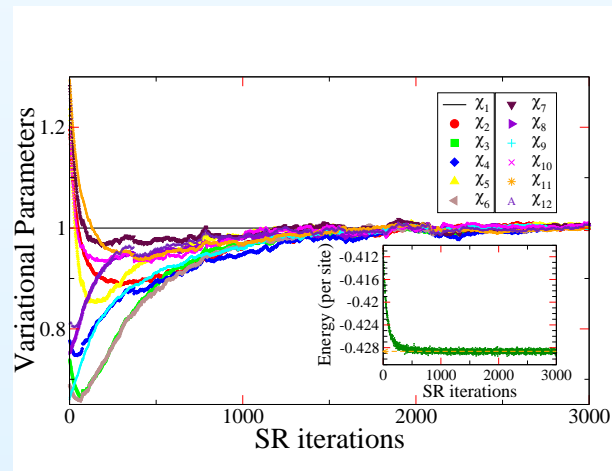 1.2
1
0.8
Variational Parameters
χ1 χ7
χ2 χ8
χ3 χ9
χ4 χ10
χ5 χ11
χ6 A χ12
-0.412
-0.416
-0.42
-0.424
-0.428
Energy (per site)
0 1000 2000 3000
SR iterations
0 1000 2000 3000
SR iterations